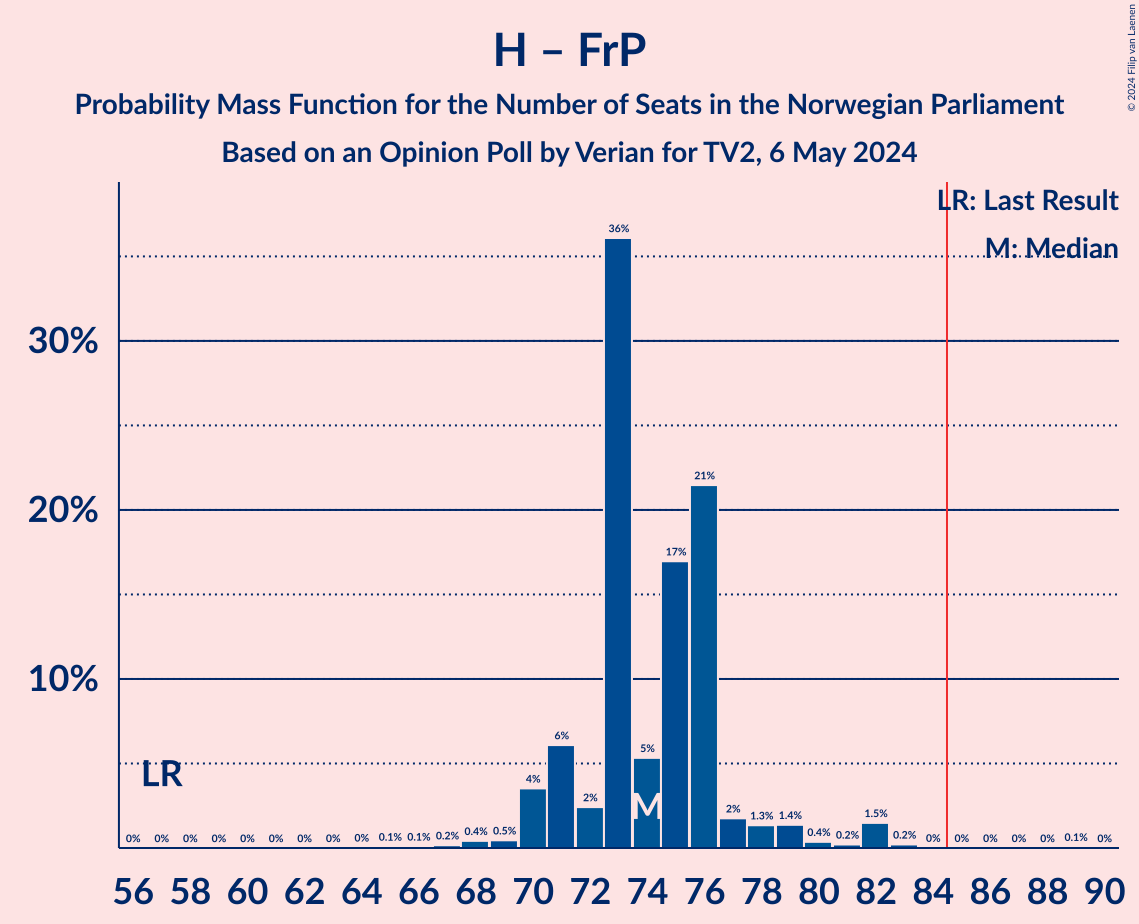 H – FrP
Probability Mass Function for the Number of Seats in the Norwegian Parliament
Based on an Opinion Poll by Verian for TV2, 6 May 2024
© 2024 Filip van Laenen
LR: Last Result
M: Median
30%
20%
10%
36%
21%
17%
6%
5%
4%
2%
2%
1.3%
1.4%
1.5%
LR
M
0% 0% 0% 0% 0% 0% 0% 0% 0% 0.1% 0.1% 0.2% 0.4% 0.5% 0.4% 0.2% 0.2% 0% 0% 0% 0% 0% 0.1% 0%
56 58 60 62 64 66 68 70 72 74 76 78 80 82 84 86 88 90